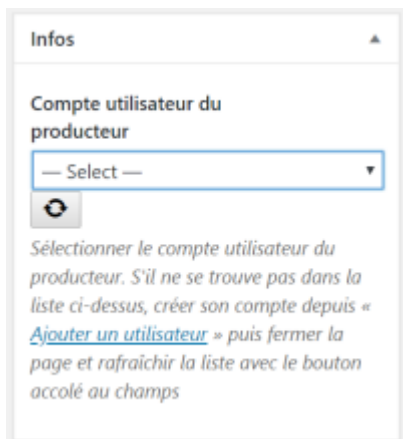 Infos
Compte utilisateur du
producteur
— Select —
Sélectionner le compte utilisateur du
producteur. S'il ne se trouve pas dans la
liste ci-dessus, créer son compte depuis «
Ajouter un utilisateur » puis fermer la
page et rafraîchir la liste avec le bouton
accolé au champs